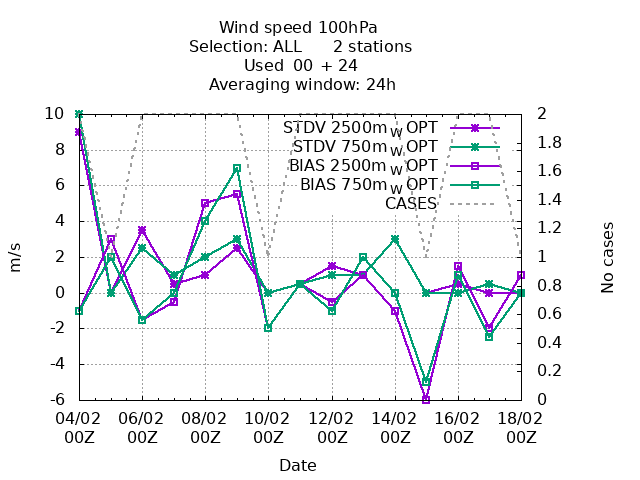 Wind speed 100hPa
Selection: ALL 2 stations
Used 00 + 24
Averaging window: 24h
STDV 2500m_W OPT
STDV 750m_W OPT
BIAS 2500m_W OPT
BIAS 750m_W OPT
CASES
10
8
6
4
2
0
-2
-4
-6
m/s
2
1.8
1.6
1.4
1.2
1
0.8
0.6
0.4
0.2
0
No cases
04/02 06/02 08/02 10/02 12/02 14/02 16/02 18/02
00Z 00Z 00Z 00Z 00Z 00Z 00Z 00Z
Date